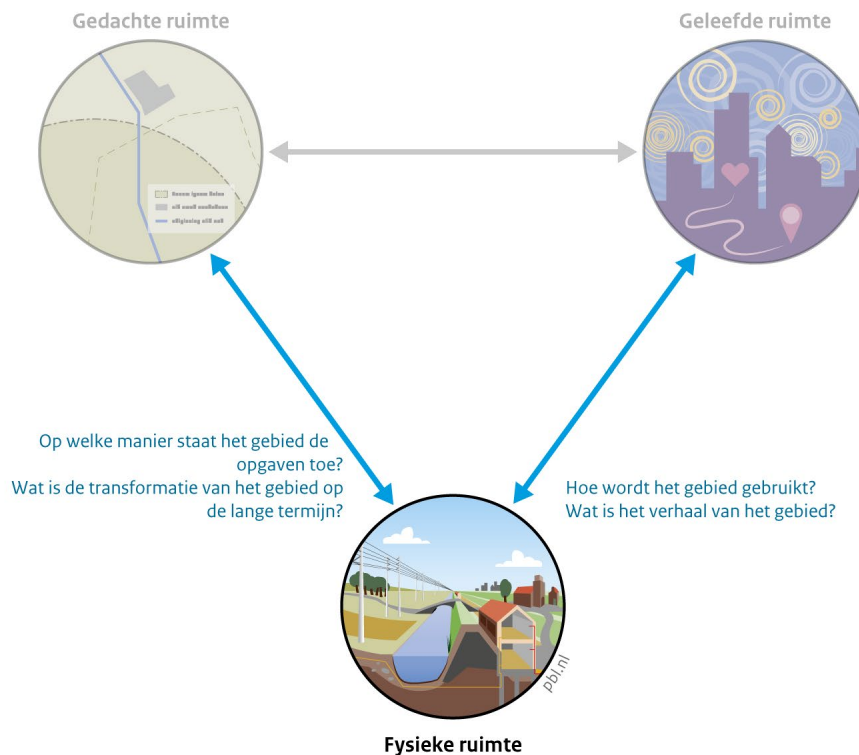 Gedachte ruimte
Geleefde ruimte
Op welke manier staat het gebied de
opgaven toe?
Wat is de transformatie van het gebied op
de lange termijn?
Hoe wordt het gebied gebruikt?
Wat is het verhaal van het gebied?
pbl.nl
Fysieke ruimte